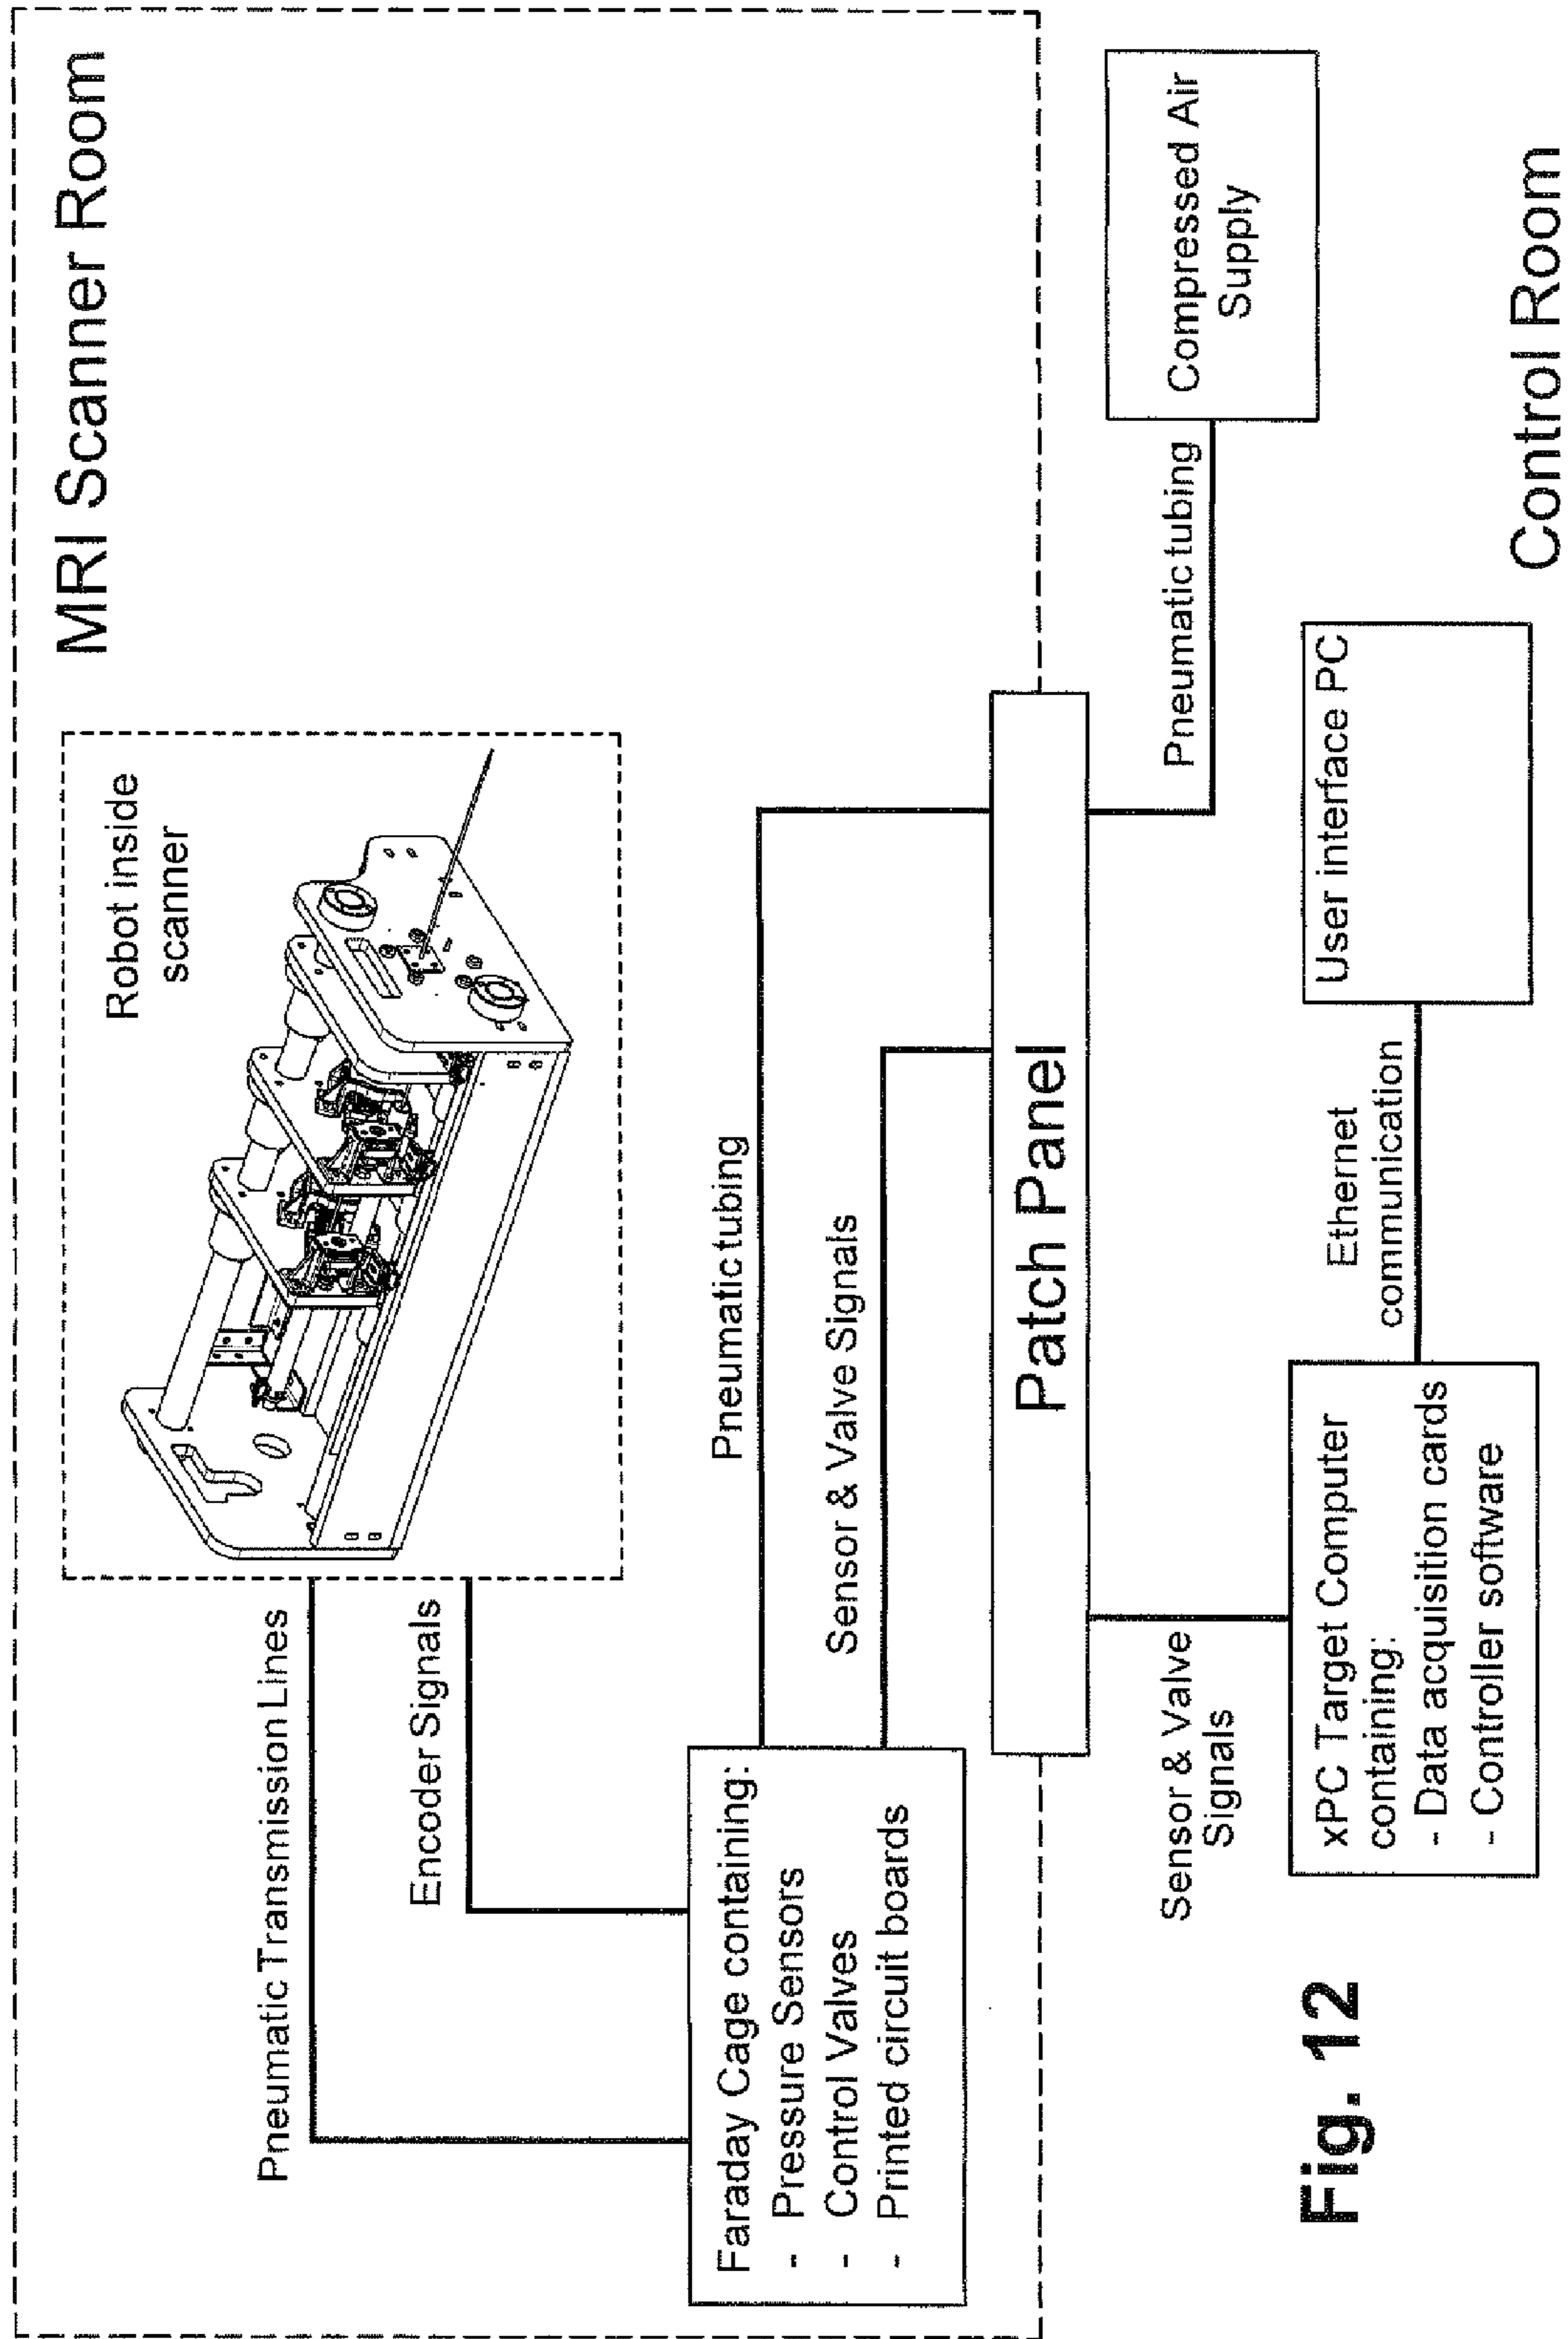 MRI Scanner Room
Robot inside
scanner
Pneumatic Transmission Lines
Encoder Signals
Pneumatic tubing
Sensor & Valve Signals
Faraday Cage containing:
- Pressure Sensors
- Control Valves
- Printed circuit boards
Patch Panel
Sensor & Valve
Signals
Pneumatic tubing
Compressed Air
Supply
xPC Target Computer
containing:
- Data acquisition cards
- Controller software
Ethernet
communication
User interface PC
Control Room
Fig. 12